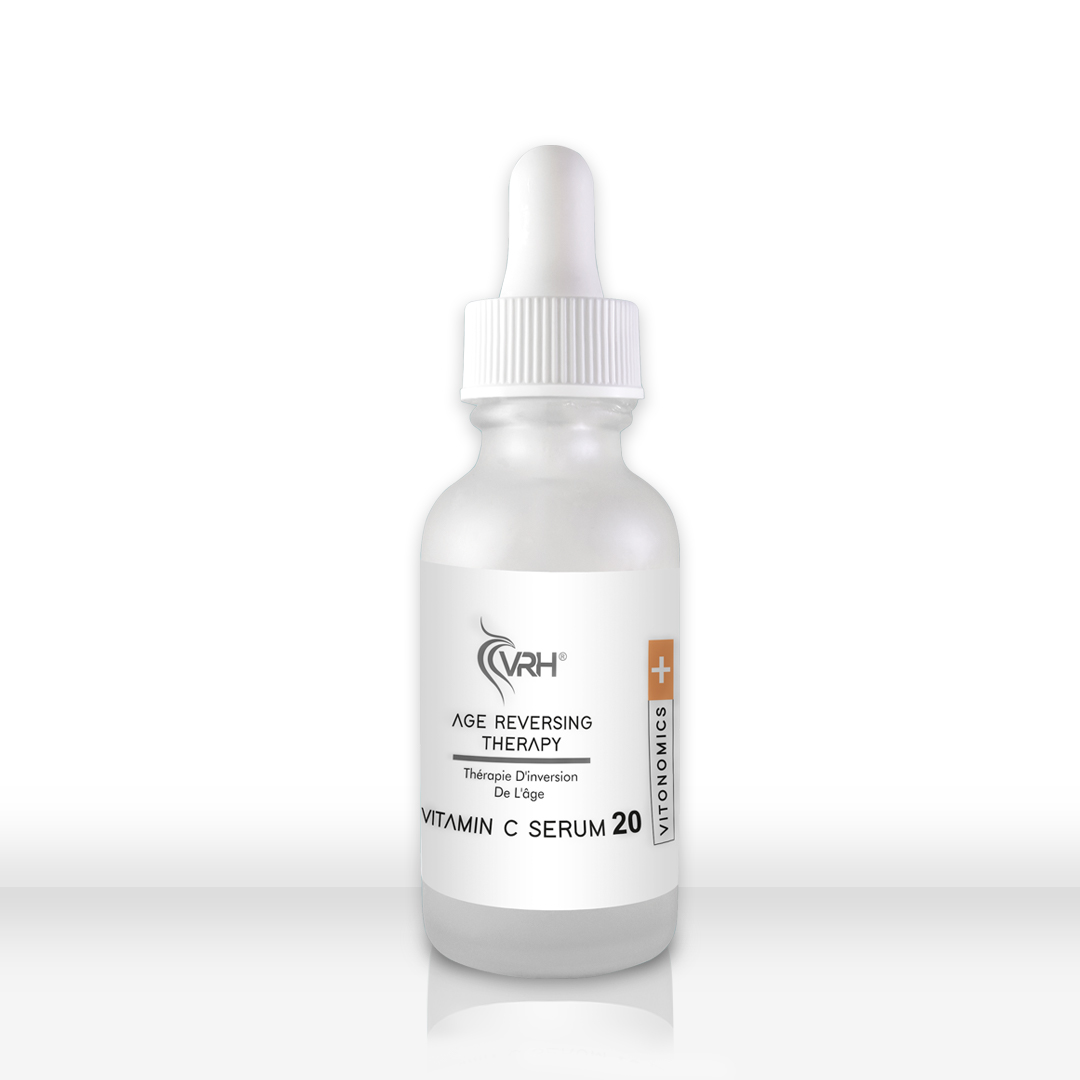 VRH®
AGE REVERSING
THERAPY
Thérapie D'inversion
De L'âge
VITAMIN C SERUM 20
VITONOMICS